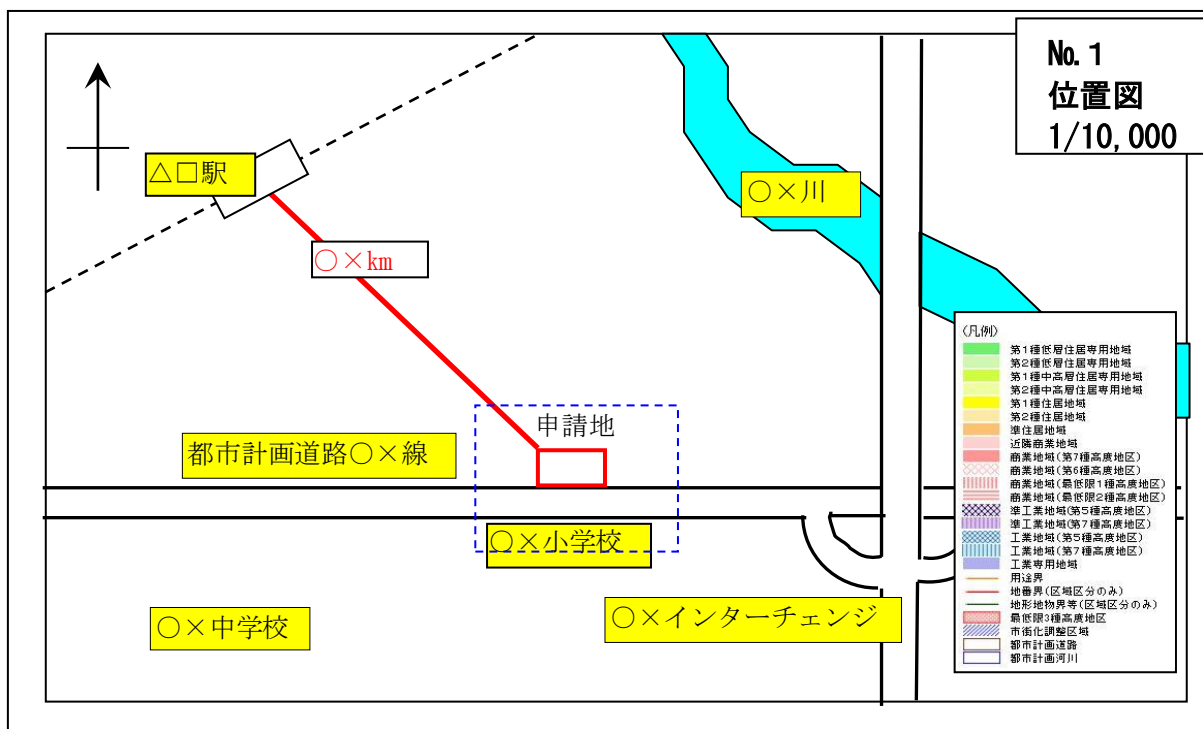 No. 1
位置図
1/10,000
△□駅
○×川
○×km
申請地
都市計画道路○×線
○×小学校
○×インターチェンジ
○×中学校
(凡例)
第1種低層住居専用地域
第2種低層住居専用地域
第1種中高層住居専用地域
第2種中高層住居専用地域
第1種住居地域
第2種住居地域
準住居地域
近隣商業地域
商業地域(第7種高度地区)
商業地域(第6種高度地区)
商業地域(最低限1種高度地区)
商業地域(最低限2種高度地区)
準工業地域(第5種高度地区)
準工業地域(第7種高度地区)
工業地域(第5種高度地区)
工業地域(第7種高度地区)
工業専用地域
用途界
地番界(区域区分のみ)
地形地物界等(区域区分のみ)
最低限3種高度地区
市街化調整区域
都市計画道路
都市計画河川